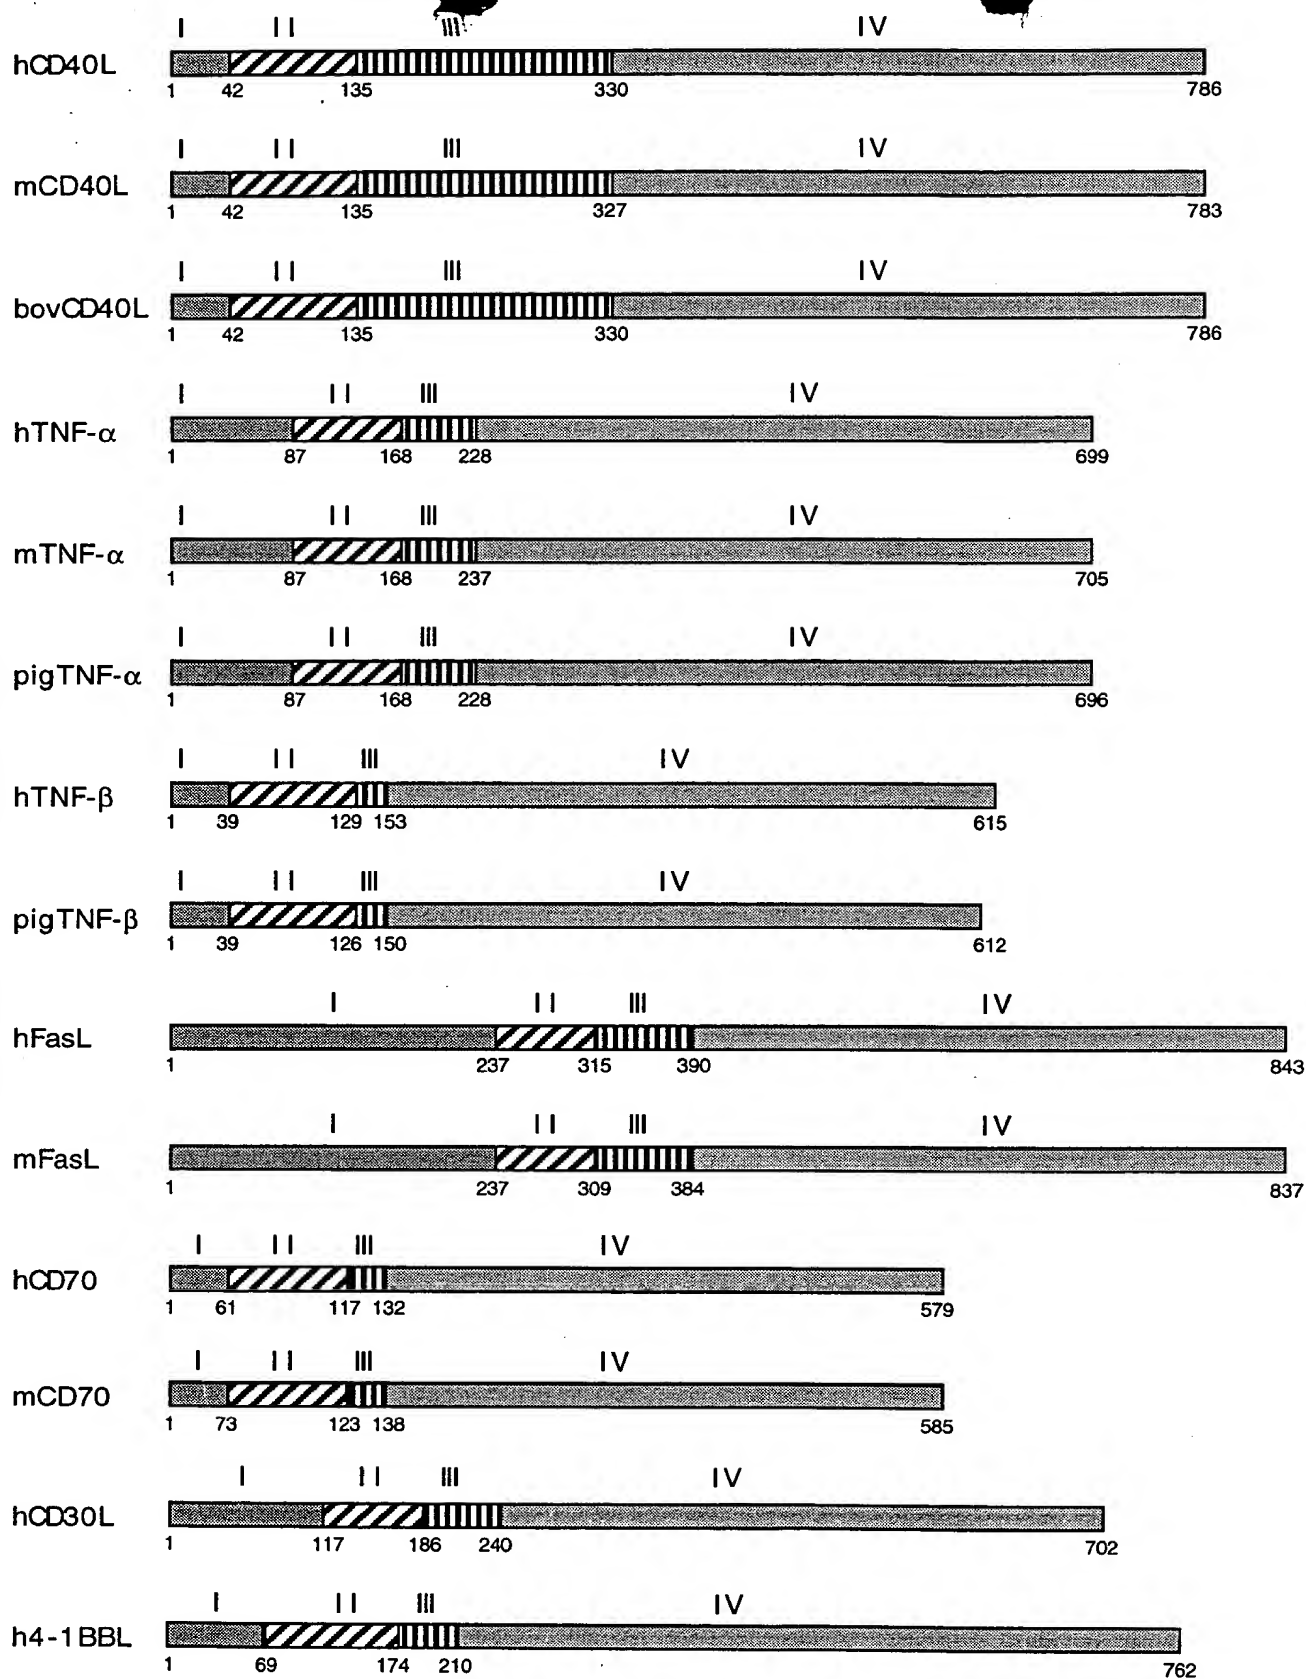 I II III IV
hCD40L
1 42 135 330 786
I II III IV
mCD40L
1 42 135 327 783
I II III IV
bovCD40L
1 42 135 330 786
I II III IV
hTNF-α
1 87 168 228 699
I II III IV
mTNF-α
1 87 168 237 705
I II III IV
pigTNF-α
1 87 168 228 696
I II III IV
hTNF-β
1 39 129 153 615
I II III IV
pigTNF-β
1 39 126 150 612
I II III IV
hFasL
1 237 315 390 843
I II III IV
mFasL
1 237 309 384 837
I II III IV
hCD70
1 61 117 132 579
I II III IV
mCD70
1 73 123 138 585
I II III IV
hCD30L
1 117 186 240 702
I II III IV
h4-1BBL
1 69 174 210 762